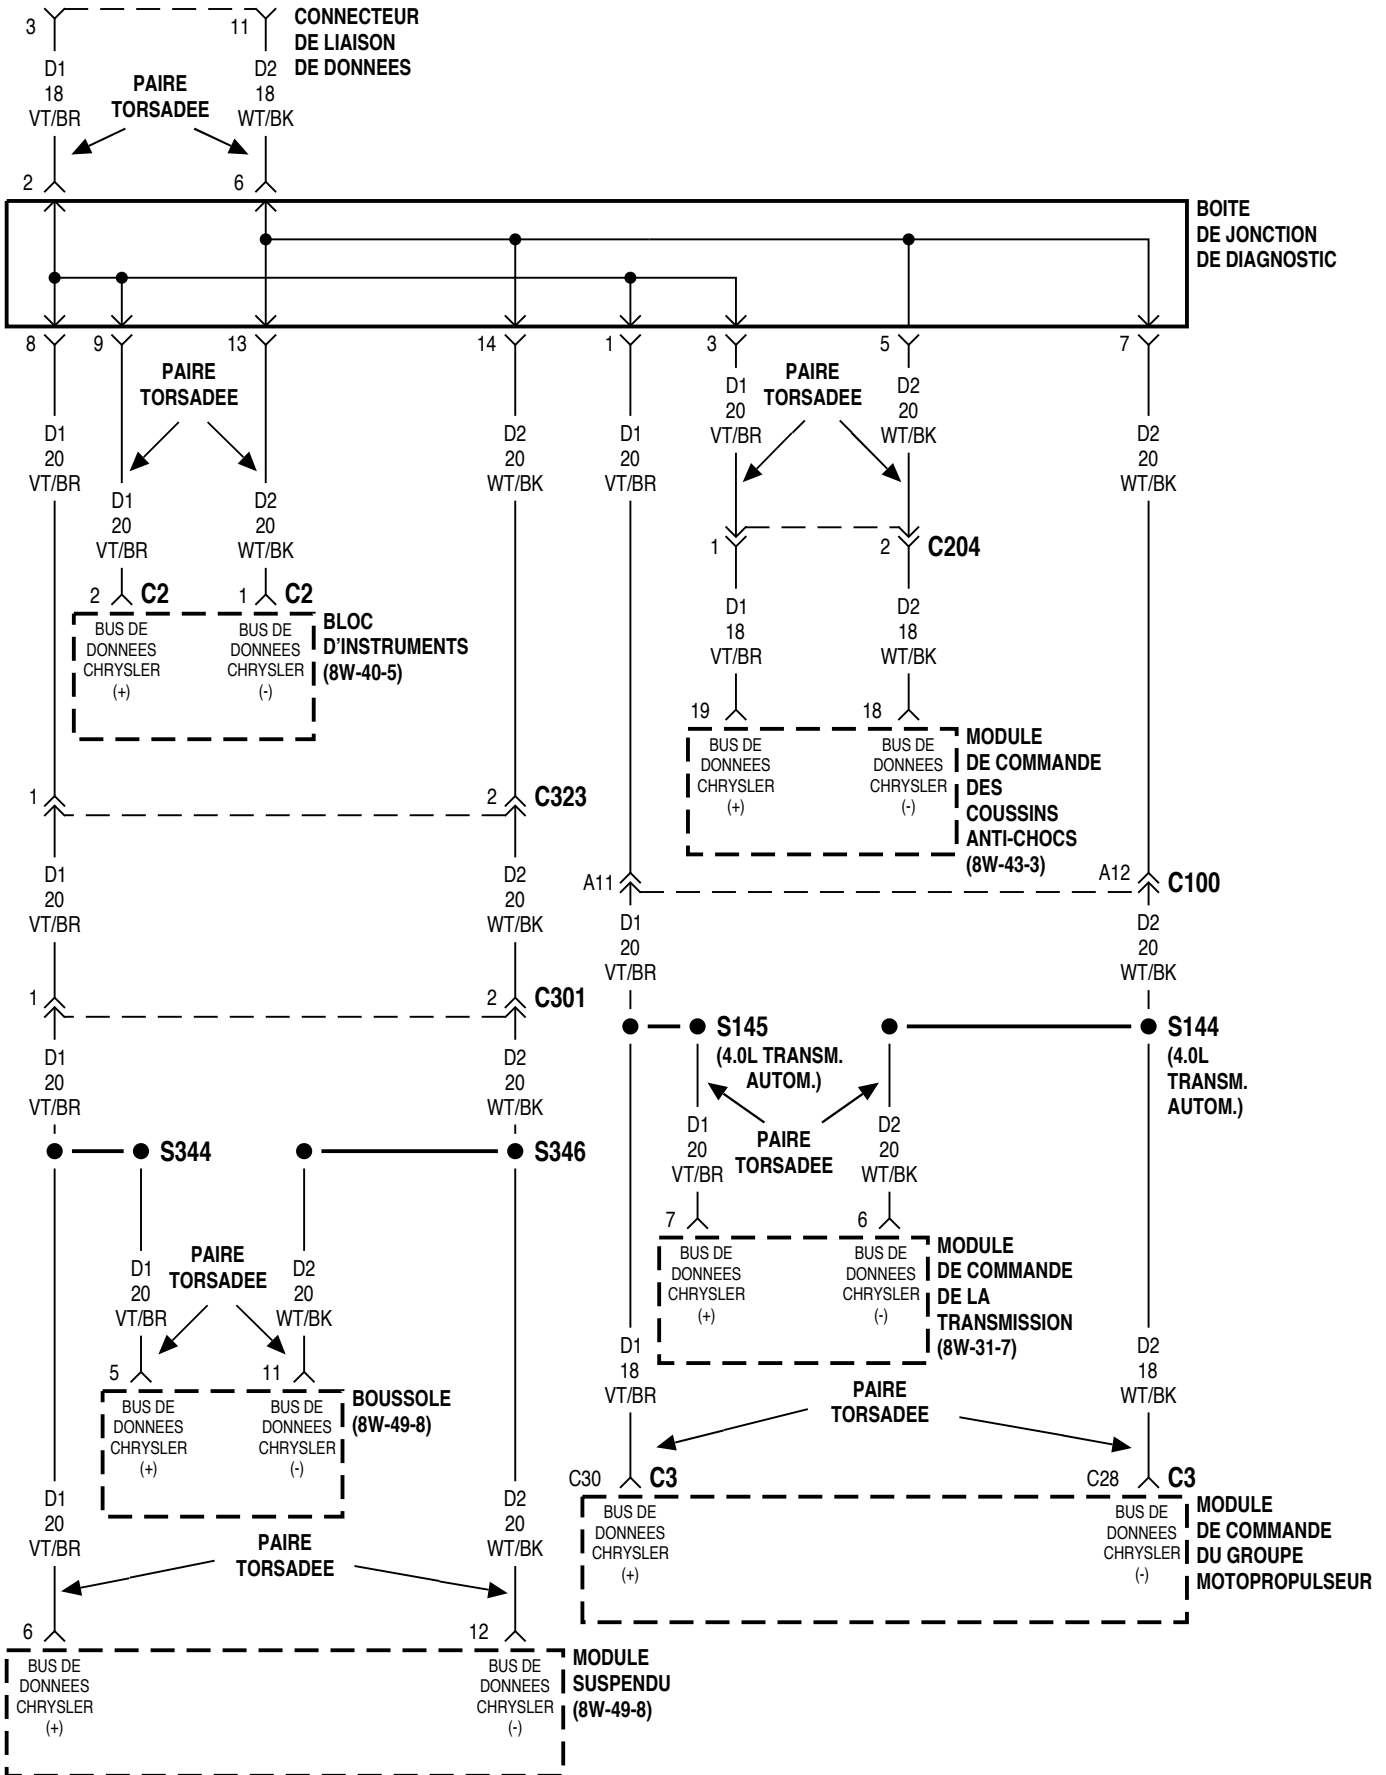 3
11
CONNECTEUR
DE LIAISON
DE DONNEES
D1
18
VT/BR
PAIRE
TORSADEE
D2
18
WT/BK
2
6
BOITE
DE JONCTION
DE DIAGNOSTIC
8
9
13
14
1
3
5
7
PAIRE
TORSADEE
D1
20
VT/BR
PAIRE
TORSADEE
D2
20
WT/BK
D1
20
VT/BR
D2
20
WT/BK
D1
20
VT/BR
D2
20
WT/BK
D1
20
VT/BR
D2
20
WT/BK
1
2
C204
2
C2
1
C2
BUS DE
DONNEES
CHRYSLER
(+)
BUS DE
DONNEES
CHRYSLER
(-)
BLOC
D'INSTRUMENTS
(8W-40-5)
D1
18
VT/BR
D2
18
WT/BK
19
18
BUS DE
DONNEES
CHRYSLER
(+)
BUS DE
DONNEES
CHRYSLER
(-)
MODULE
DE COMMANDE
DES
COUSSINS
ANTI-CHOCS
(8W-43-3)
1
2
C323
A11
A12
C100
D1
20
VT/BR
D2
20
WT/BK
D1
20
VT/BR
D2
20
WT/BK
1
2
C301
S145
(4.0L TRANSM.
AUTOM.)
S144
(4.0L
TRANSM.
AUTOM.)
D1
20
VT/BR
D2
20
WT/BK
S344
S346
D1
20
VT/BR
PAIRE
TORSADEE
D2
20
WT/BK
7
6
BUS DE
DONNEES
CHRYSLER
(+)
BUS DE
DONNEES
CHRYSLER
(-)
MODULE
DE COMMANDE
DE LA
TRANSMISSION
(8W-31-7)
D1
20
VT/BR
PAIRE
TORSADEE
D2
20
WT/BK
5
11
BUS DE
DONNEES
CHRYSLER
(+)
BUS DE
DONNEES
CHRYSLER
(-)
BOUSSOLE
(8W-49-8)
D1
18
VT/BR
PAIRE
TORSADEE
D2
18
WT/BK
C30
C3
C28
C3
BUS DE
DONNEES
CHRYSLER
(+)
BUS DE
DONNEES
CHRYSLER
(-)
MODULE
DE COMMANDE
DU GROUPE
MOTOPROPULSEUR
D1
20
VT/BR
PAIRE
TORSADEE
D2
20
WT/BK
6
12
BUS DE
DONNEES
CHRYSLER
(+)
BUS DE
DONNEES
CHRYSLER
(-)
MODULE
SUSPENDU
(8W-49-8)